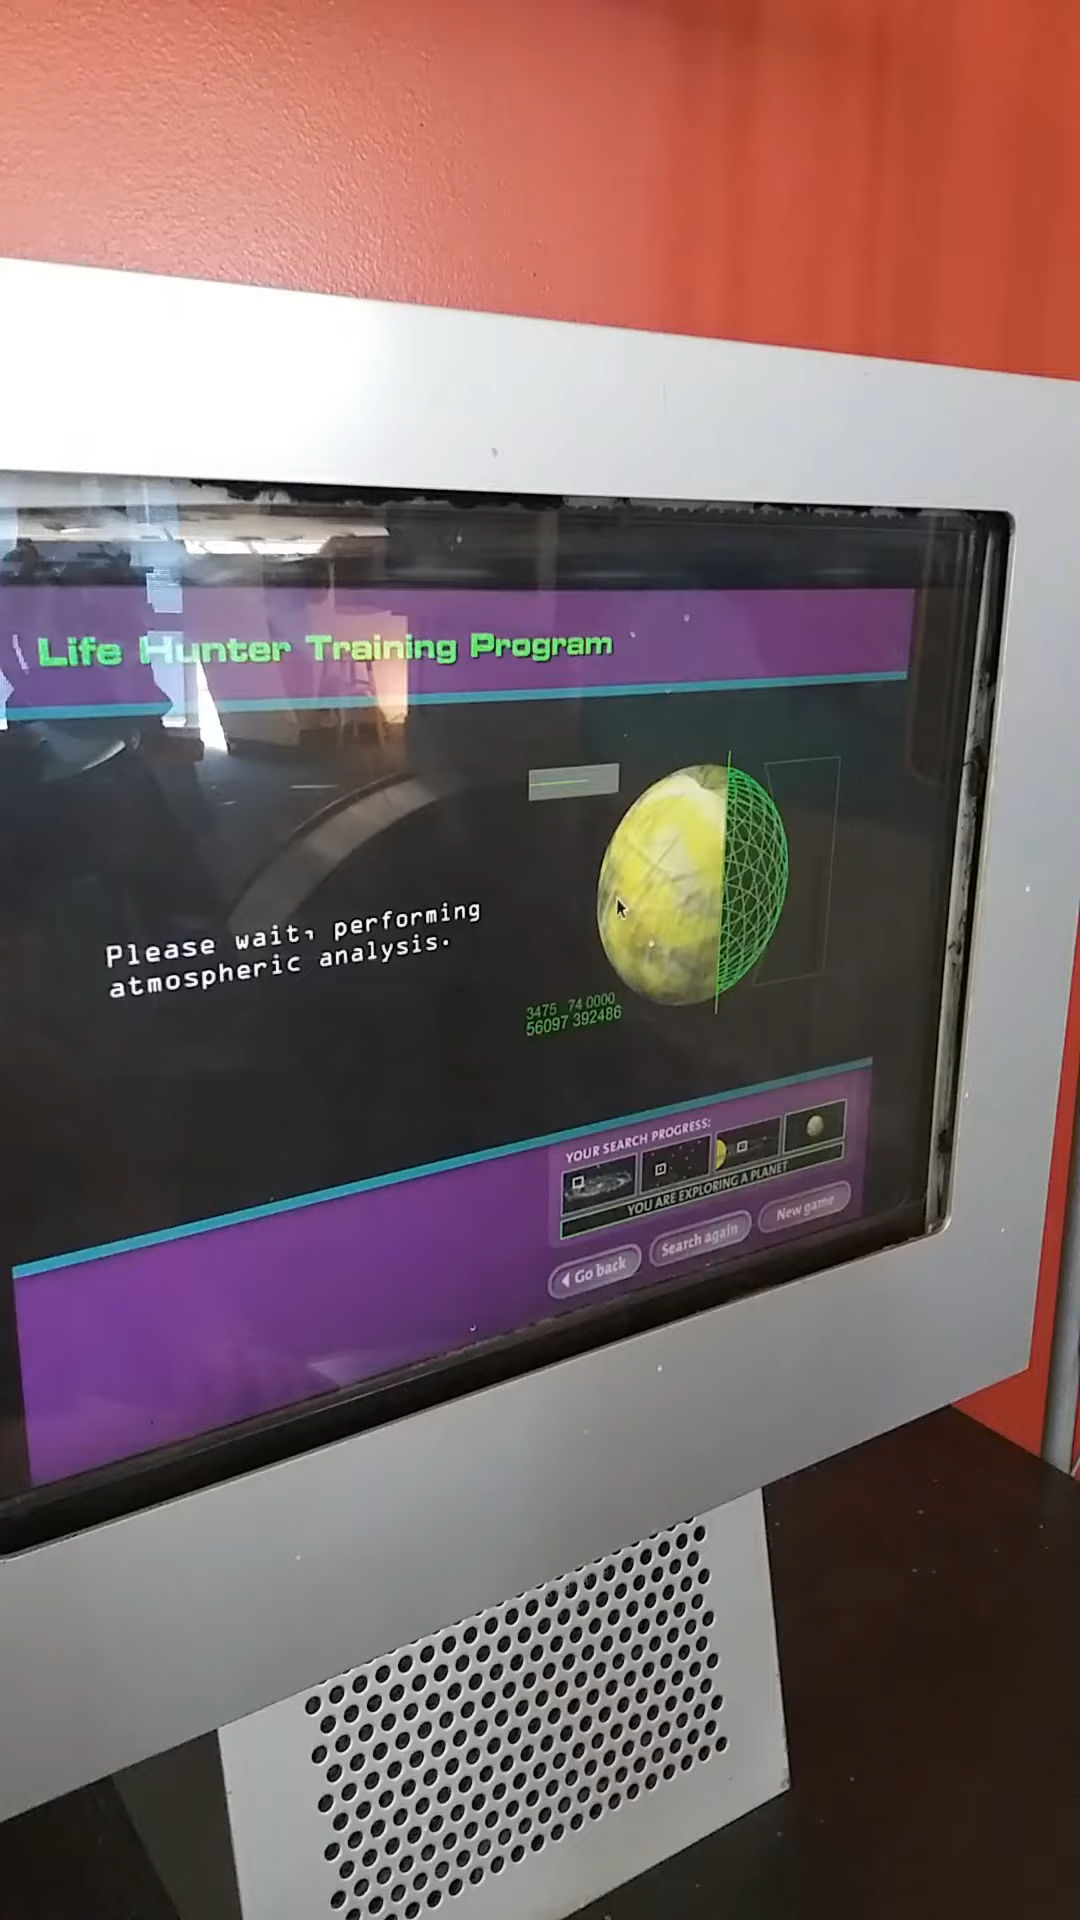 Life Hunter Training Program
Please wait, performing
atmospheric analysis.
3475 74 0000
56097 392486
YOUR SEARCH PROGRESS:
YOU ARE EXPLORING A PLANET
Go back
Search again
New game